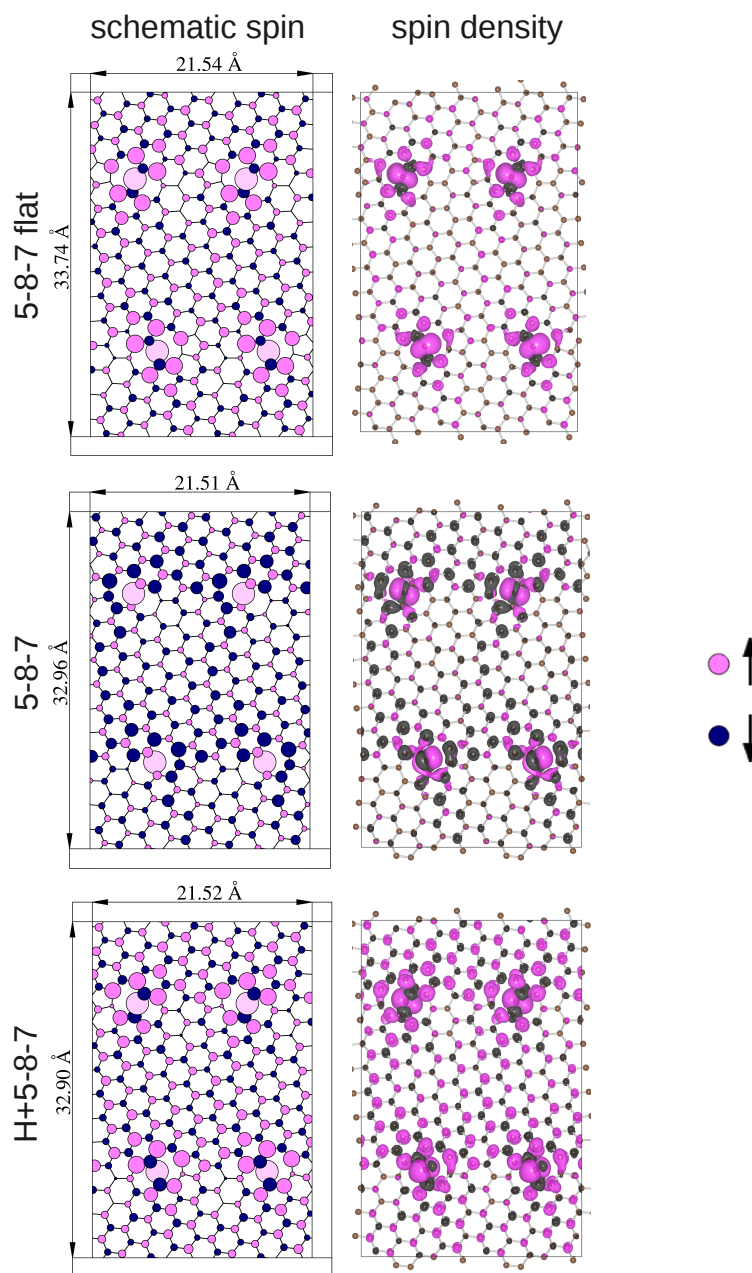 schematic spin
spin density
21.54 Å
5-8-7 flat
33.74 Å
21.51 Å
5-8-7
32.96 Å
21.52 Å
H+5-8-7
32.90 Å